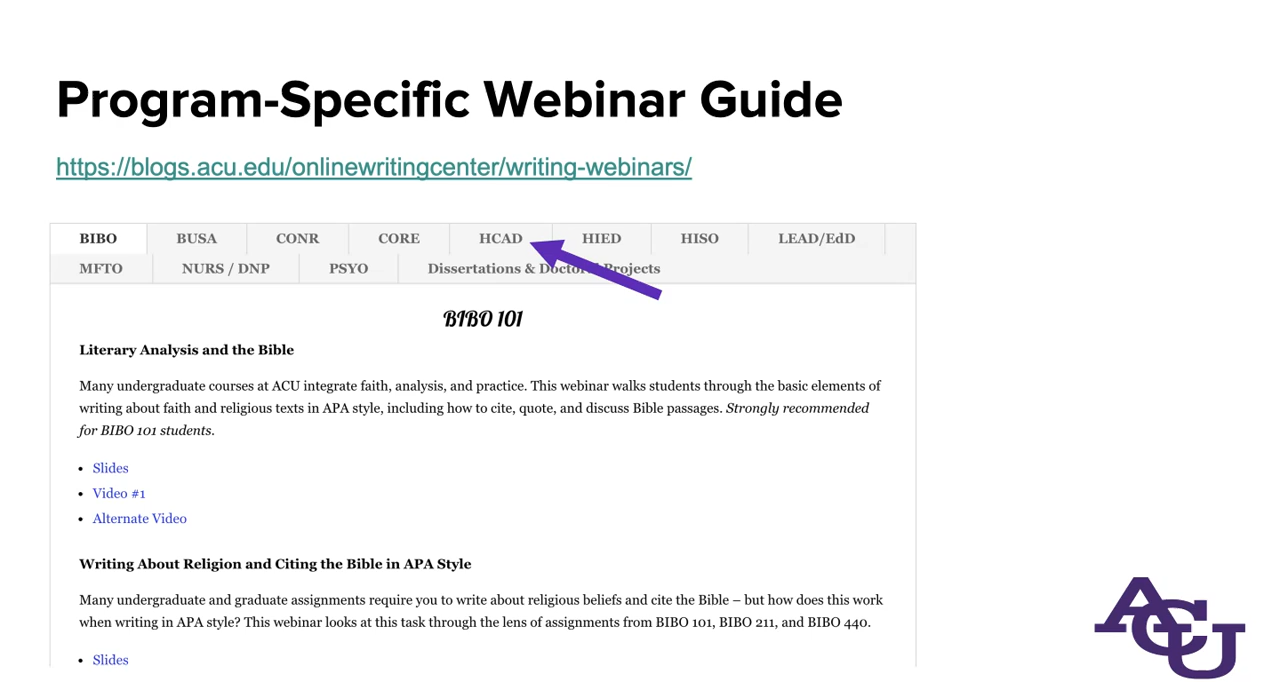 Program-Specific Webinar Guide
https://blogs.acu.edu/onlinewritingcenter/writing-webinars/
BIBO BUSA CONR CORE HCAD HIED HISO LEAD/EdD
MFTO NURS / DNP PSYO Dissertations & Doctoral Projects
BIBO 101
Literary Analysis and the Bible
Many undergraduate courses at ACU integrate faith, analysis, and practice. This webinar walks students through the basic elements of
writing about faith and religious texts in APA style, including how to cite, quote, and discuss Bible passages. Strongly recommended
for BIBO 101 students.
• Slides
• Video #1
• Alternate Video
Writing About Religion and Citing the Bible in APA Style
Many undergraduate and graduate assignments require you to write about religious beliefs and cite the Bible – but how does this work
when writing in APA style? This webinar looks at this task through the lens of assignments from BIBO 101, BIBO 211, and BIBO 440.
• Slides
ACU